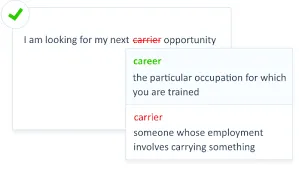 I am looking for my next carrier opportunity
career
the particular occupation for which
you are trained
carrier
someone whose employment
involves carrying something